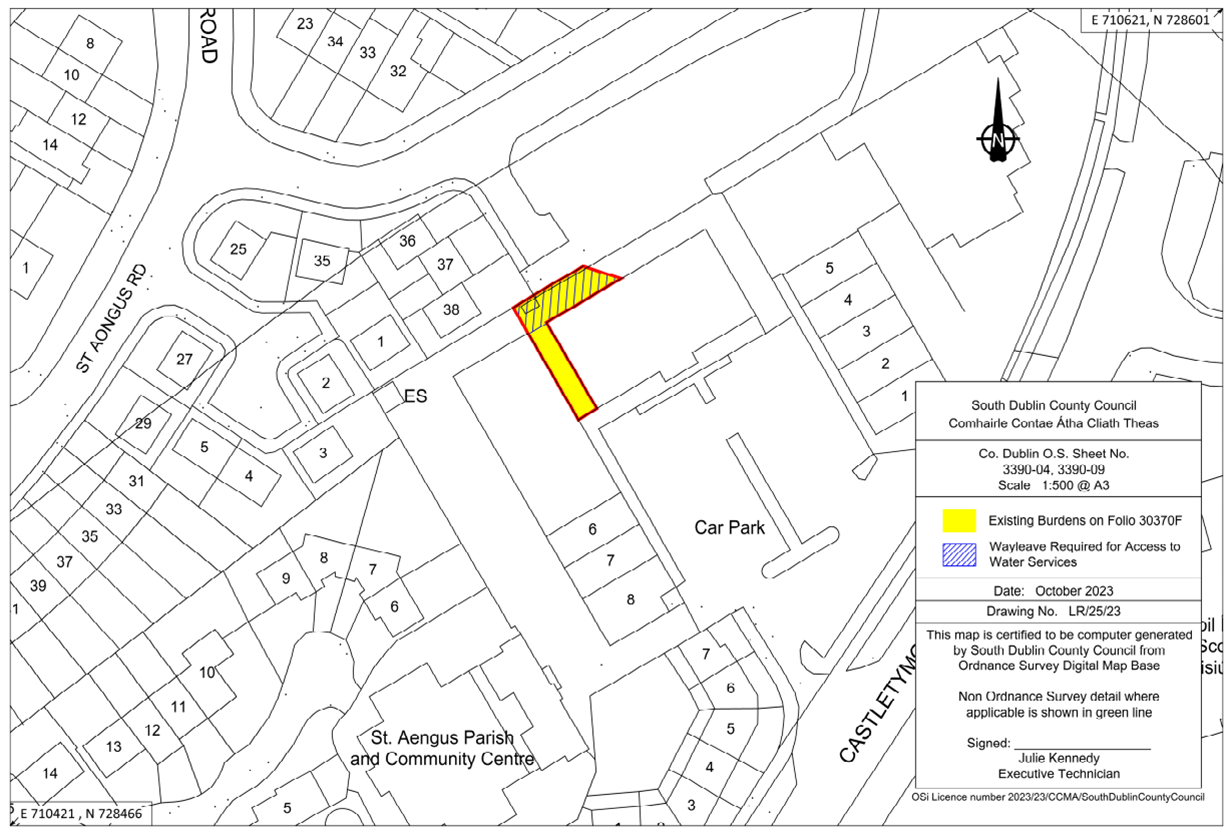 E 710621, N 728601
ROAD
23
34
33
32
8
10
12
14
1
N
25
35
36
37
38
ST AONGUS RD
1
2
27
29
3
5
4
ES
31
33
35
37
39
1
5
4
3
2
1
6
7
8
Car Park
9
8
7
6
10
11
12
13
14
7
6
5
4
3
St. Aengus Parish
and Community Centre
5
CASTLETYM
South Dublin County Council
Comhairle Contae Átha Cliath Theas
Co. Dublin O.S. Sheet No.
3390-04, 3390-09
Scale 1:500 @ A3
Existing Burdens on Folio 30370F
Wayleave Required for Access to
Water Services
Date: October 2023
Drawing No. LR/25/23
This map is certified to be computer generated
by South Dublin County Council from
Ordnance Survey Digital Map Base
Non Ordnance Survey detail where
applicable is shown in green line
Signed:
Julie Kennedy
Executive Technician
OSi Licence number 2023/23/CCMA/SouthDublinCountyCouncil
E 710421 , N 728466